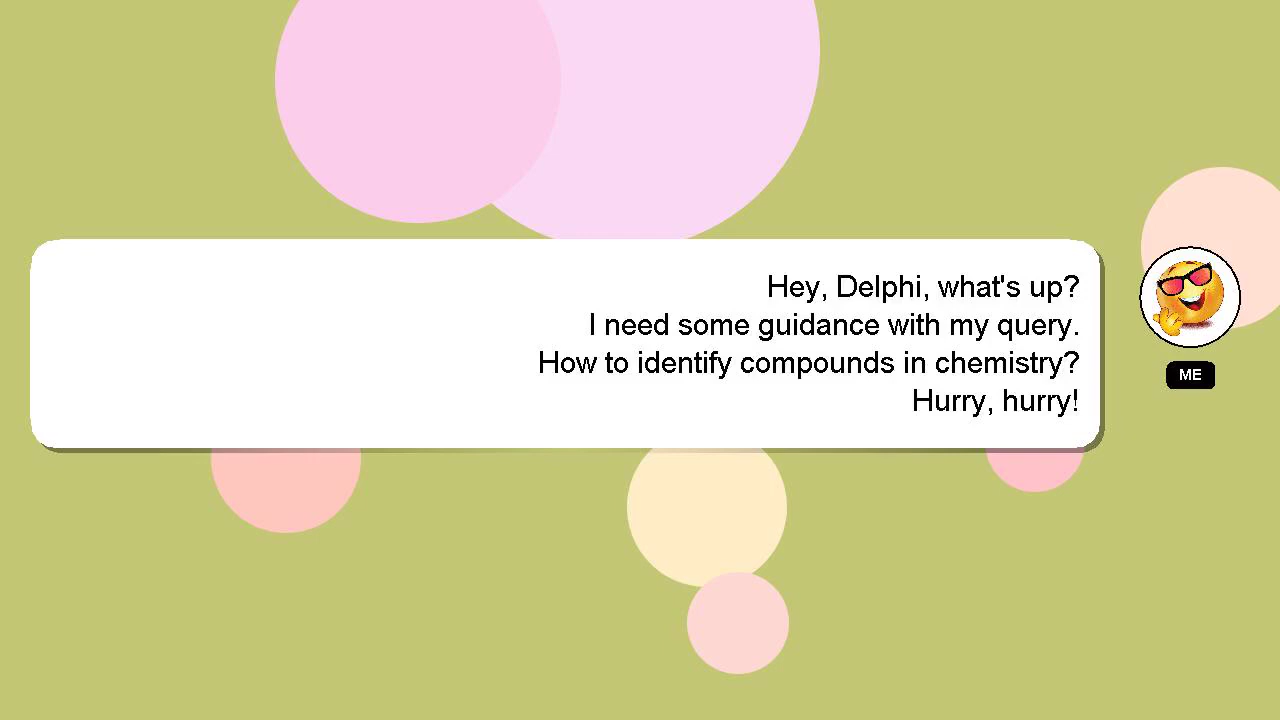 Hey, Delphi, what's up?
I need some guidance with my query.
How to identify compounds in chemistry?
Hurry, hurry!
ME